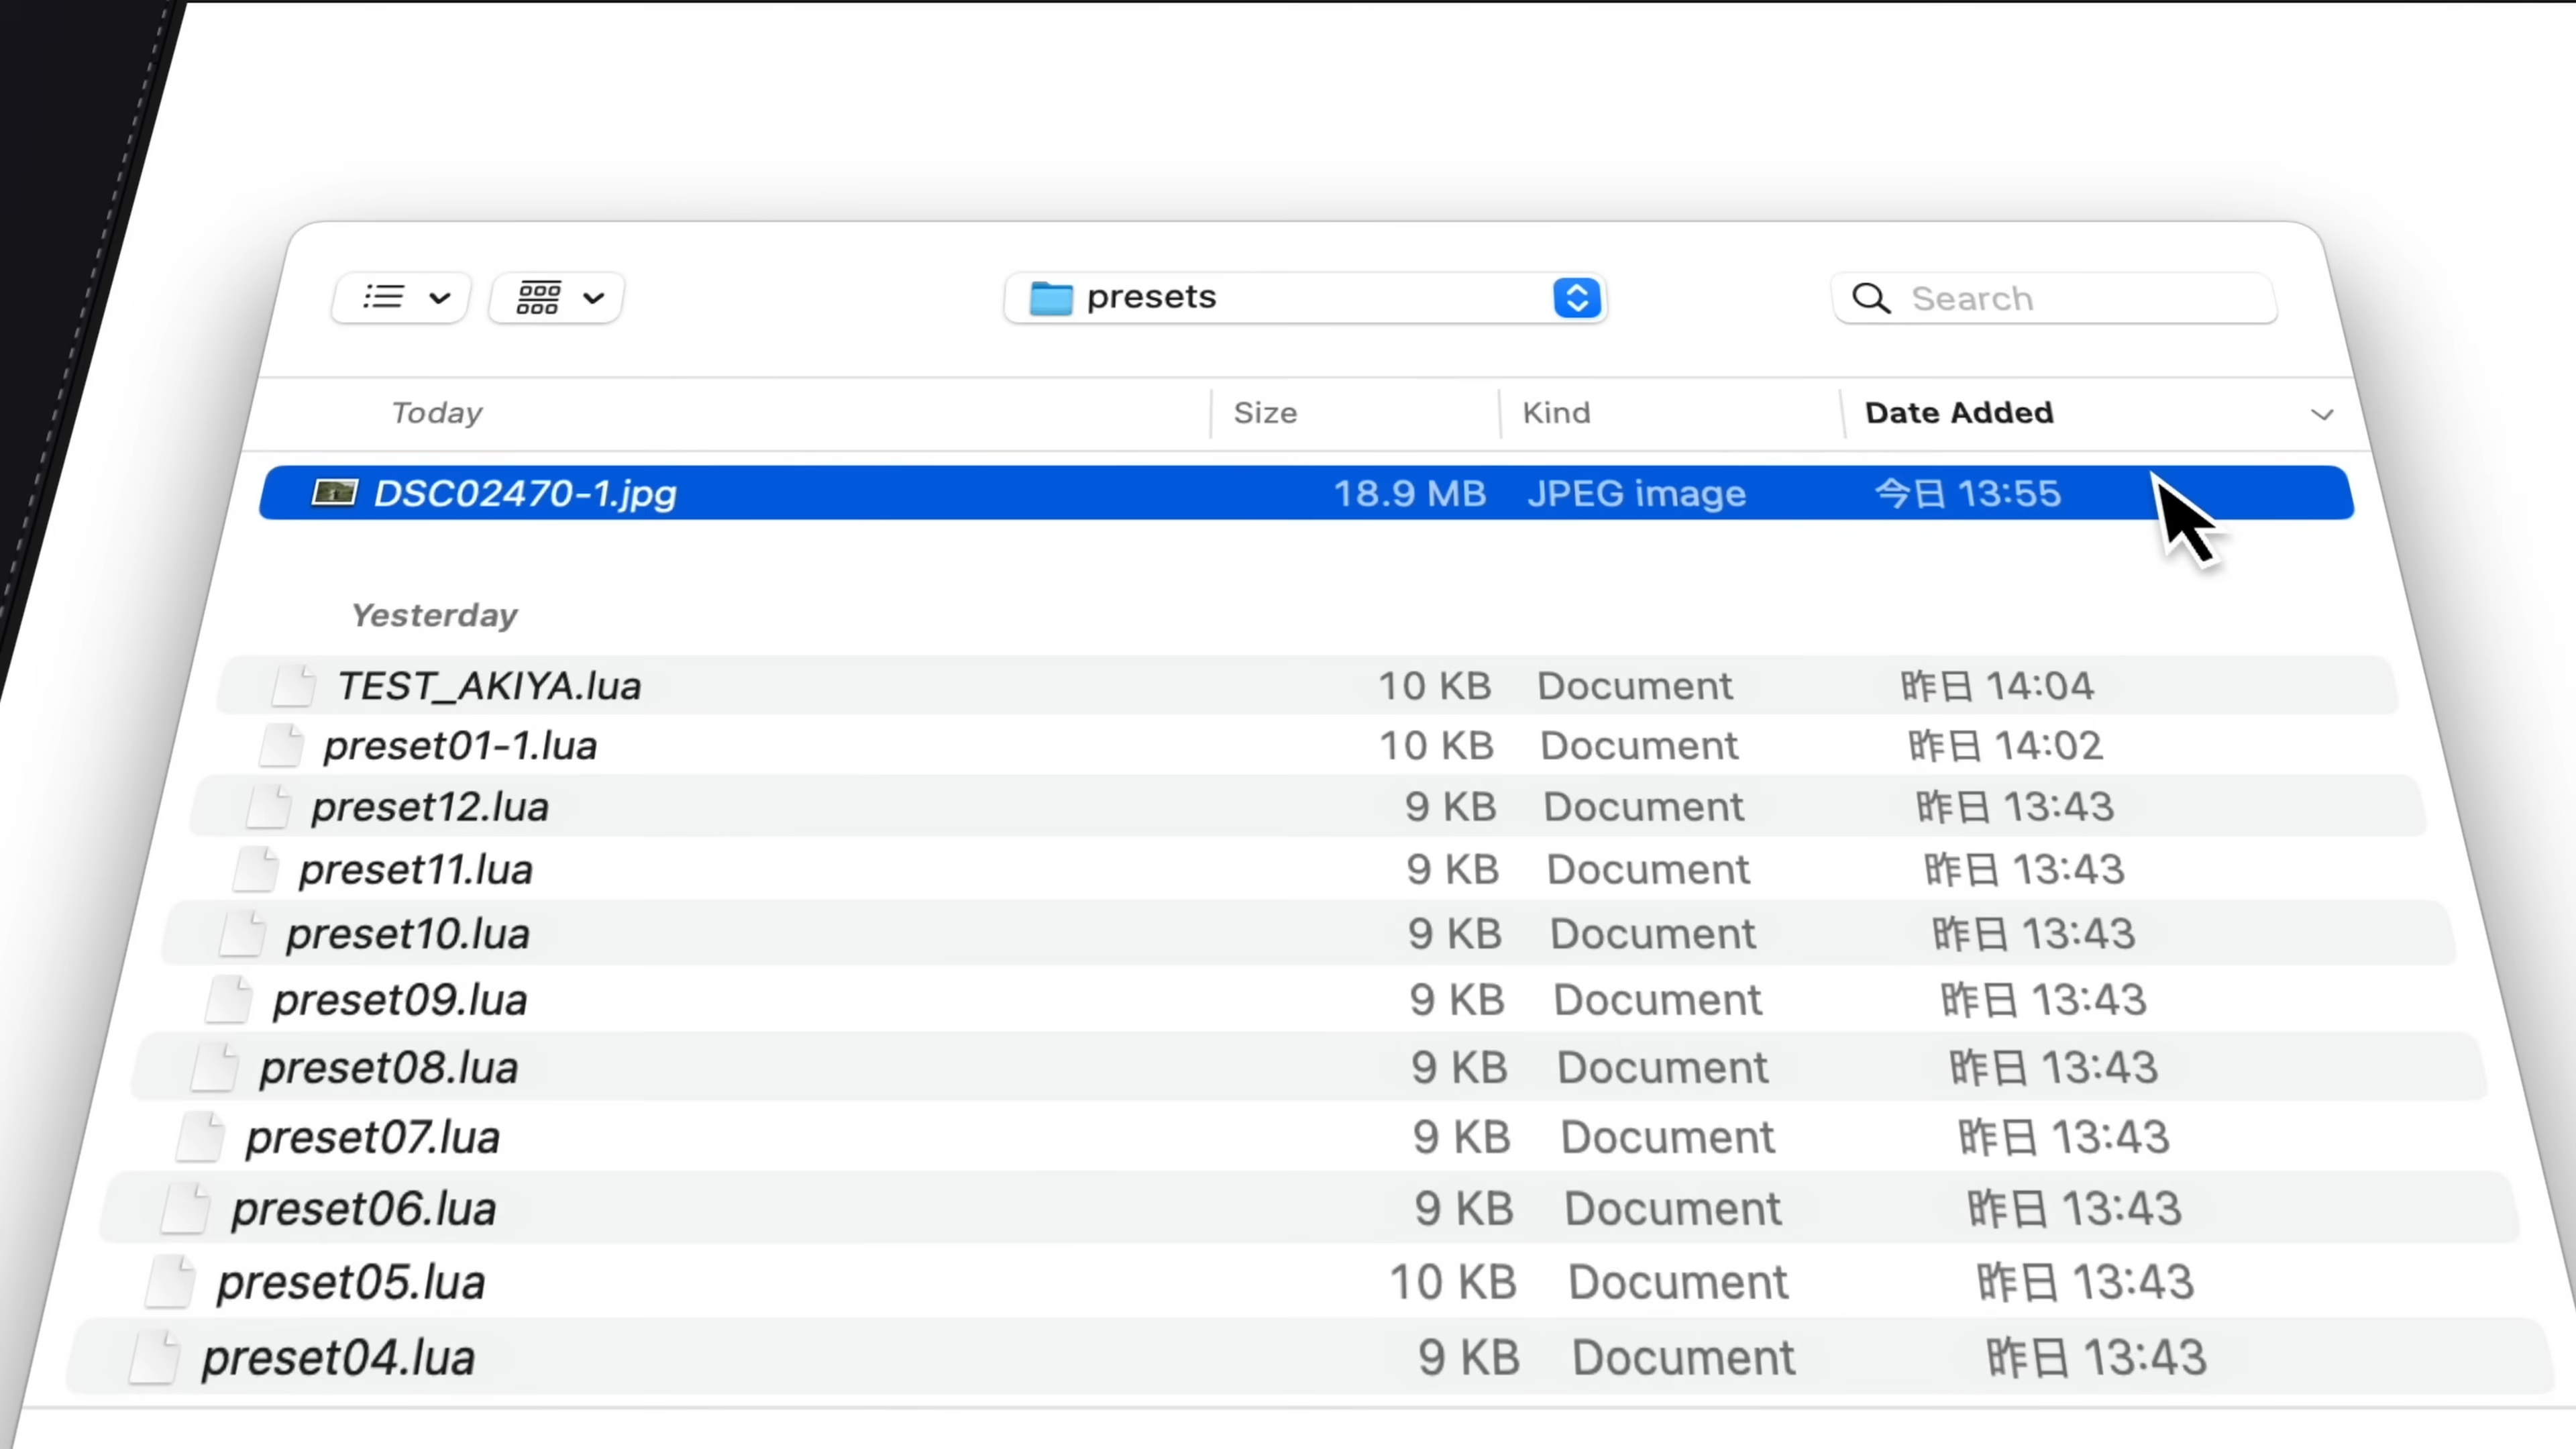 presets
Search
Today Size Kind Date Added
DSC02470-1.jpg 18.9 MB JPEG image 今日 13:55
Yesterday
TEST_AKIYA.lua 10 KB Document 昨日 14:04
preset01-1.lua 10 KB Document 昨日 14:02
preset12.lua 9 KB Document 昨日 13:43
preset11.lua 9 KB Document 昨日 13:43
preset10.lua 9 KB Document 昨日 13:43
preset09.lua 9 KB Document 昨日 13:43
preset08.lua 9 KB Document 昨日 13:43
preset07.lua 9 KB Document 昨日 13:43
preset06.lua 9 KB Document 昨日 13:43
preset05.lua 10 KB Document 昨日 13:43
preset04.lua 9 KB Document 昨日 13:43